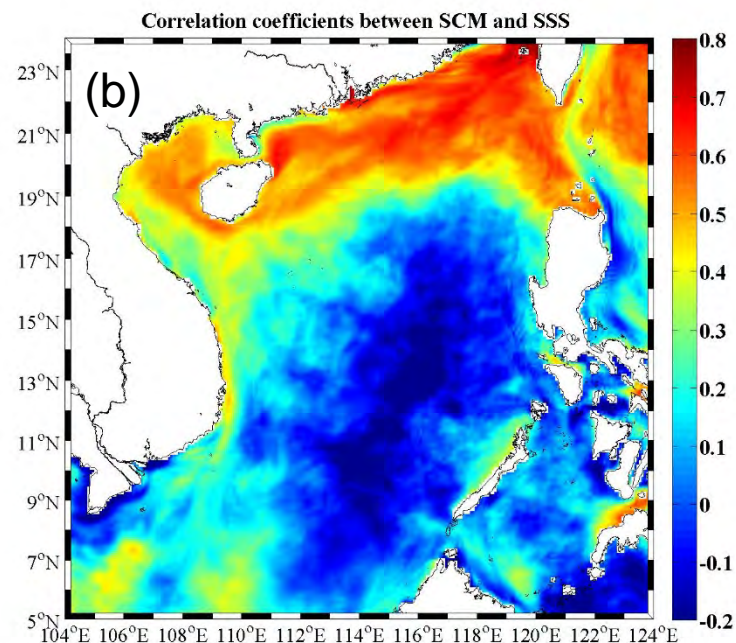 Correlation coefficients between SCM and SSS
(b)
23°N
21°N
19°N
17°N
15°N
13°N
11°N
9°N
7°N
5°N
104°E 106°E 108°E 110°E 112°E 114°E 116°E 118°E 120°E 122°E 124°E
0.8
0.7
0.6
0.5
0.4
0.3
0.2
0.1
0
-0.1
-0.2